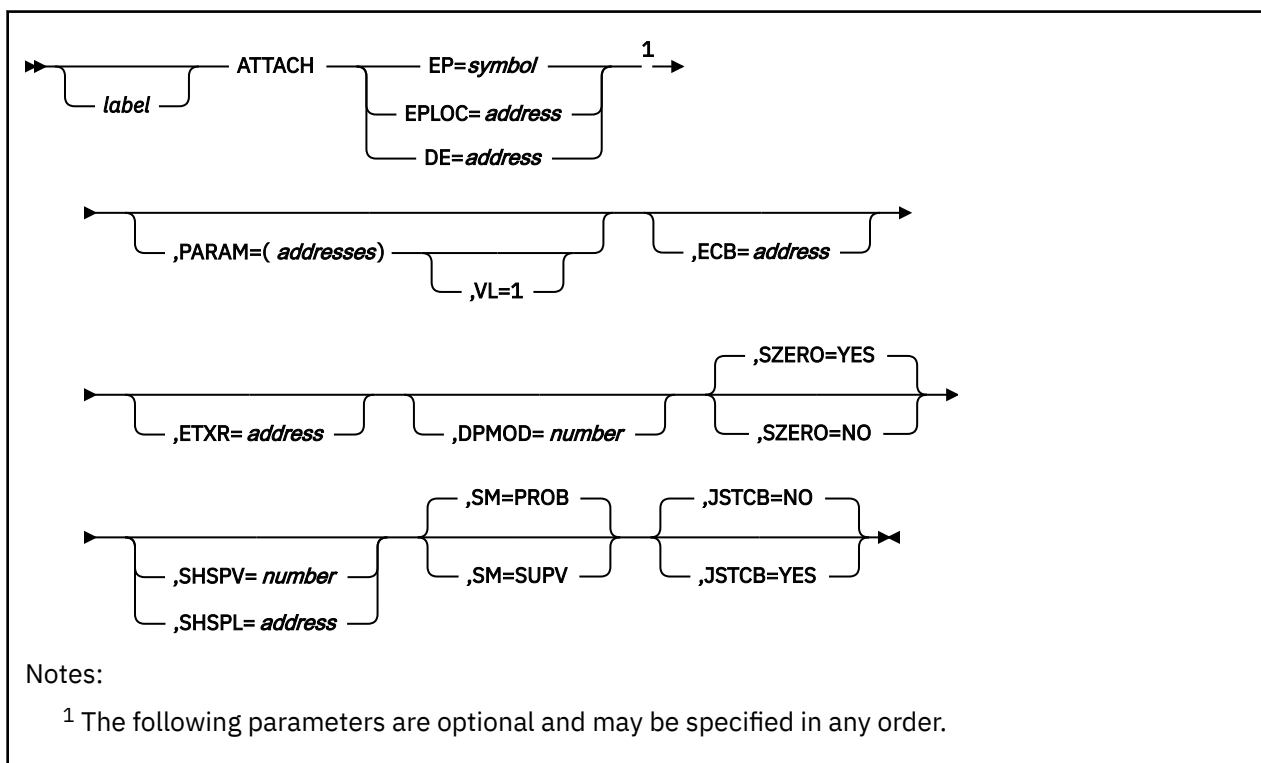 1
label ATTACH EP=symbol
EPLOC= address
DE=address
,PARAM=( addresses) ,ECB= address
,VL=1
,SZERO=YES
,ETXR= address ,DPMOD= number ,SZERO=NO
,SM=PROB ,JSTCB=NO
,SHSPV= number ,SM=SUPV ,JSTCB=YES
,SHSPL= address
Notes:
1 The following parameters are optional and may be specified in any order.